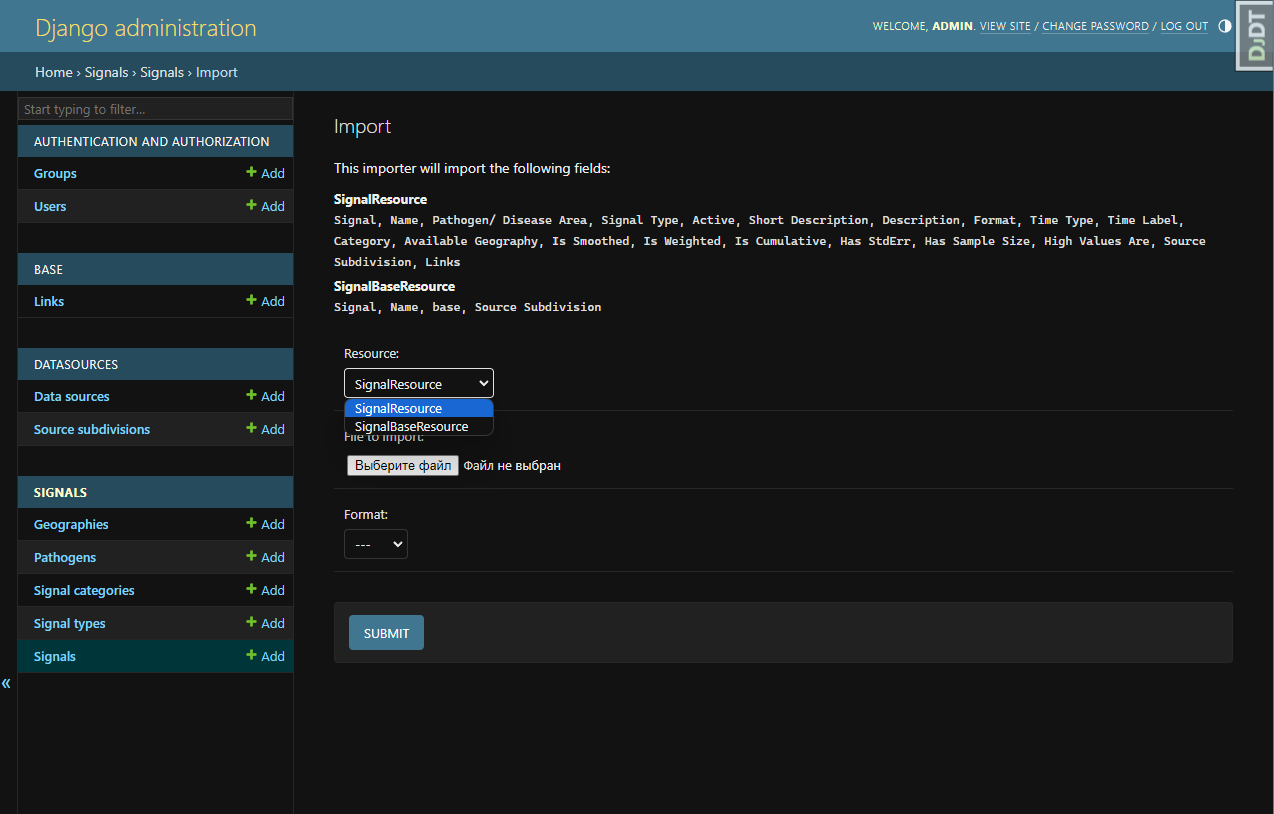 Django administration
WELCOME, ADMIN. VIEW SITE / CHANGE PASSWORD / LOG OUT
DJDT
Home › Signals › Signals › Import
Start typing to filter...
AUTHENTICATION AND AUTHORIZATION
Groups + Add
Users + Add
BASE
Links + Add
DATASOURCES
Data sources + Add
Source subdivisions + Add
SIGNALS
Geographies + Add
Pathogens + Add
Signal categories + Add
Signal types + Add
Signals + Add
«
Import
This importer will import the following fields:
SignalResource
Signal, Name, Pathogen/ Disease Area, Signal Type, Active, Short Description, Description, Format, Time Type, Time Label,
Category, Available Geography, Is Smoothed, Is Weighted, Is Cumulative, Has StdErr, Has Sample Size, High Values Are, Source
Subdivision, Links
SignalBaseResource
Signal, Name, base, Source Subdivision
Resource:
SignalResource
SignalResource
SignalBaseResource
File to import:
Выберите файл Файл не выбран
Format:
---
SUBMIT